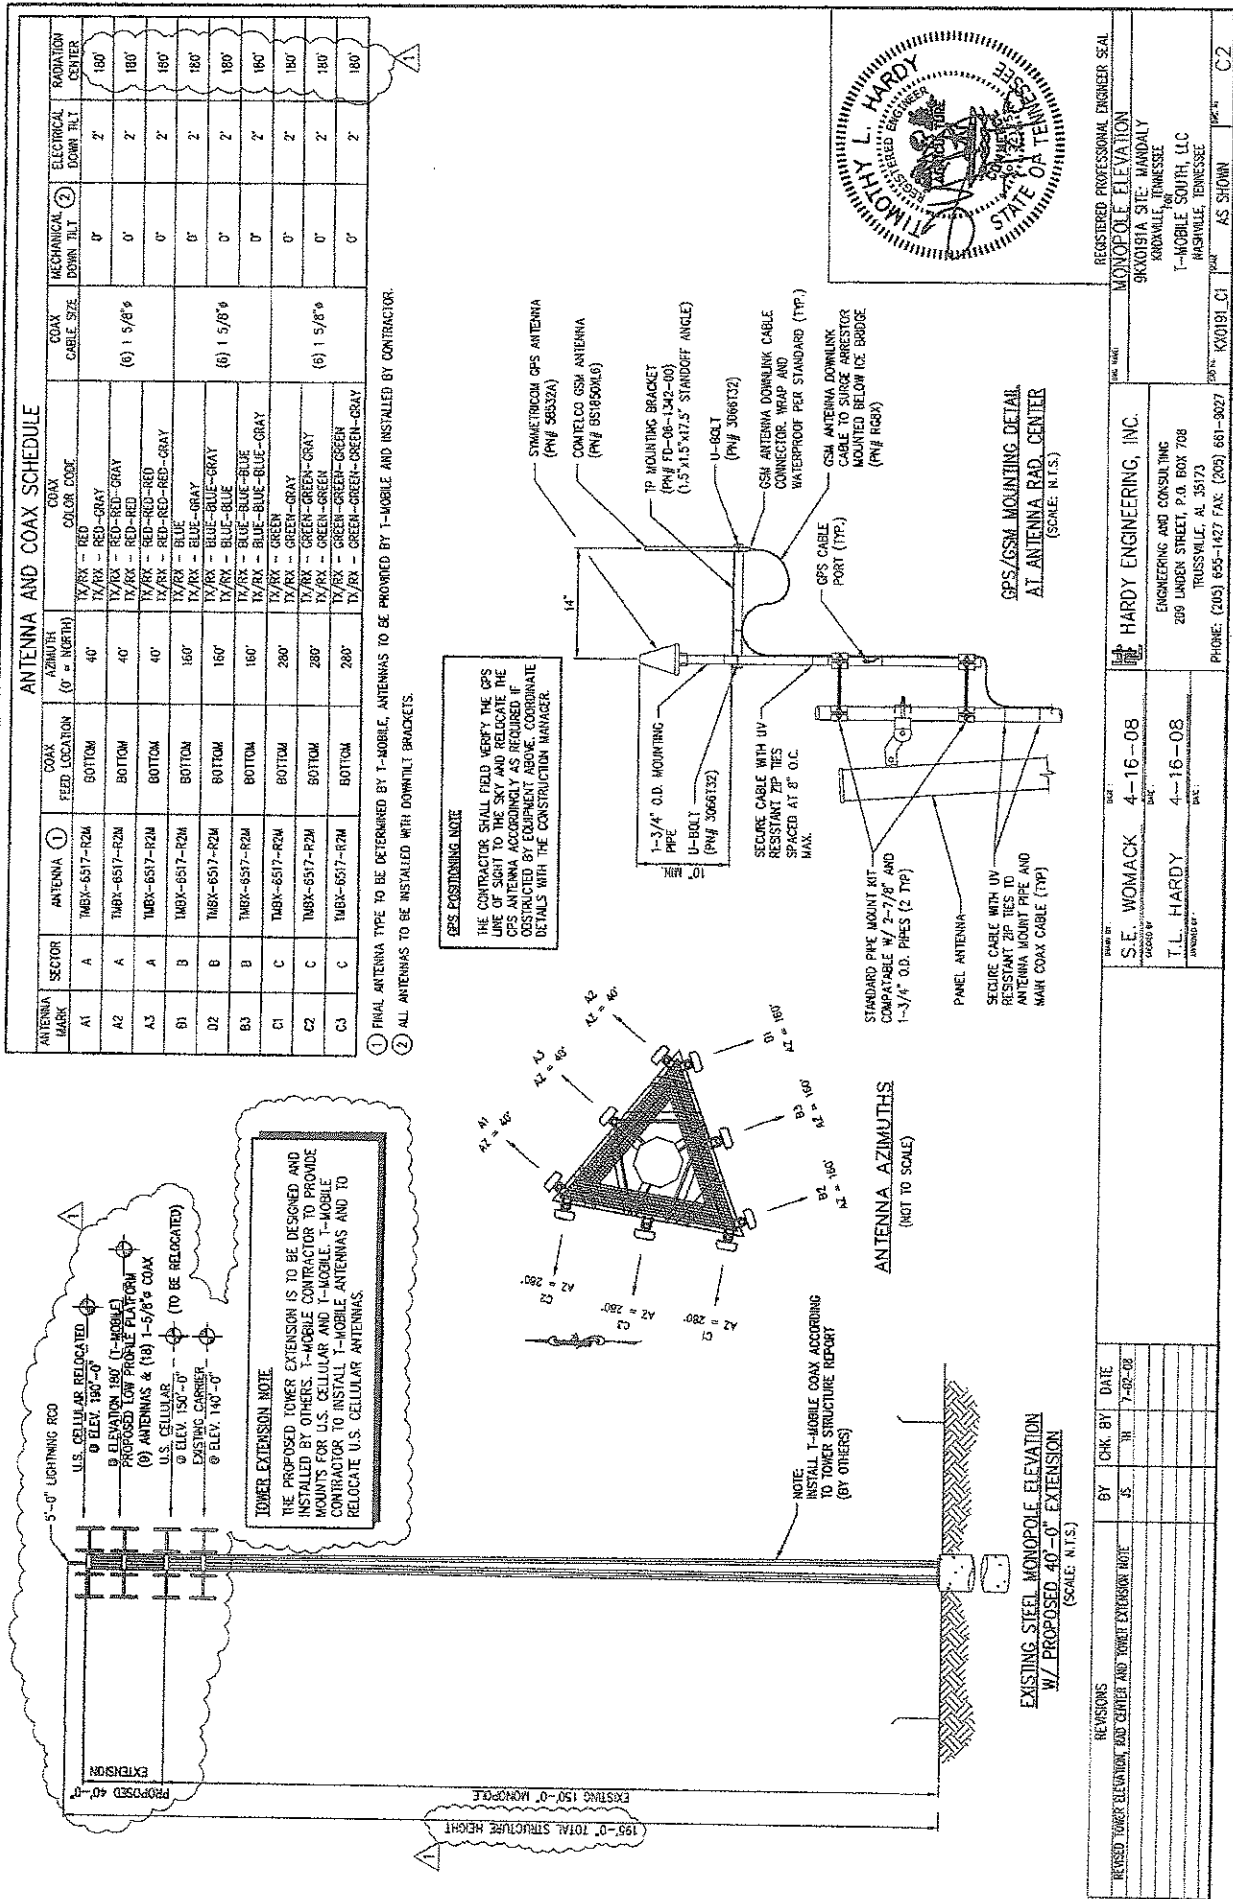 ANTENNA AND COAX SCHEDULE
ANTENNA MARK | SECTOR | ANTENNA ① | COAX FEED LOCATION | AZIMUTH (0° = NORTH) | COAX COLOR CODE | COAX CABLE SIZE | MECHANICAL DOWN TILT ② | ELECTRICAL DOWN TILT | RADIATION CENTER
A1 | A | TMBX-6517-R2M | BOTTOM | 40° | TX/RX - RED
TX/RX - RED-GRAY | (6) 1 5/8"ø | 0° | 2° | 180'
A2 | A | TMBX-6517-R2M | BOTTOM | 40° | TX/RX - RED-RED-GRAY
TX/RX - RED-RED | 0° | 2° | 180'
A3 | A | TMBX-6517-R2M | BOTTOM | 40° | TX/RX - RED-RED-RED
TX/RX - RED-RED-RED-GRAY | 0° | 2° | 180'
B1 | B | TMBX-6517-R2M | BOTTOM | 160° | TX/RX - BLUE
TX/RX - BLUE-GRAY | (6) 1 5/8"ø | 0° | 2° | 180'
B2 | B | TMBX-6517-R2M | BOTTOM | 160° | TX/RX - BLUE-BLUE-GRAY
TX/RX - BLUE-BLUE | 0° | 2° | 180'
B3 | B | TMBX-6517-R2M | BOTTOM | 160° | TX/RX - BLUE-BLUE-BLUE
TX/RX - BLUE-BLUE-BLUE-GRAY | 0° | 2° | 180'
C1 | C | TMBX-6517-R2M | BOTTOM | 280° | TX/RX - GREEN
TX/RX - GREEN-GRAY | (6) 1 5/8"ø | 0° | 2° | 180'
C2 | C | TMBX-6517-R2M | BOTTOM | 280° | TX/RX - GREEN-GREEN-GRAY
TX/RX - GREEN-GREEN | 0° | 2° | 180'
C3 | C | TMBX-6517-R2M | BOTTOM | 280° | TX/RX - GREEN-GREEN-GREEN
TX/RX - GREEN-GREEN-GREEN-GRAY | 0° | 2° | 180'
1
① FINAL ANTENNA TYPE TO BE DETERMINED BY T-MOBILE, ANTENNAS TO BE PROVIDED BY T-MOBILE AND INSTALLED BY CONTRACTOR.
② ALL ANTENNAS TO BE INSTALLED WITH DOWNTILT BRACKETS.
5'-0" LIGHTNING ROD
U.S. CELLULAR RELOCATED
@ ELEV. 190'-0"
@ ELEVATION 180' (T-MOBILE)
PROPOSED LOW PROFILE PLATFORM
(9) ANTENNAS & (18) 1-5/8"ø COAX
U.S. CELLULAR
@ ELEV. 150'-0"
(TO BE RELOCATED)
EXISTING CARRIER
@ ELEV. 140'-0"
1
TOWER EXTENSION NOTE
THE PROPOSED TOWER EXTENSION IS TO BE DESIGNED AND
INSTALLED BY OTHERS. T-MOBILE CONTRACTOR TO PROVIDE
MOUNTS FOR U.S. CELLULAR AND T-MOBILE. T-MOBILE
CONTRACTOR TO INSTALL T-MOBILE ANTENNAS AND TO
RELOCATE U.S. CELLULAR ANTENNAS.
PROPOSED 40'-0"
EXTENSION
EXISTING 150'-0" MONOPOLE
195'-0" TOTAL STRUCTURE HEIGHT
1
NOTE:
INSTALL T-MOBILE COAX ACCORDING
TO TOWER STRUCTURE REPORT
(BY OTHERS)
EXISTING STEEL MONOPOLE ELEVATION
W/ PROPOSED 40'-0" EXTENSION
(SCALE: N.T.S.)
A1
AZ = 40°
A3
AZ = 40°
A2
AZ = 40°
B1
AZ = 160°
B3
AZ = 160°
B2
AZ = 160°
C1
AZ = 280°
C3
AZ = 280°
C2
AZ = 280°
ANTENNA AZIMUTHS
(NOT TO SCALE)
GPS POSITIONING NOTE
THE CONTRACTOR SHALL FIELD VERIFY THE GPS
LINE OF SIGHT TO THE SKY AND RELOCATE THE
GPS ANTENNA ACCORDINGLY AS REQUIRED IF
OBSTRUCTED BY EQUIPMENT ABOVE. COORDINATE
DETAILS WITH THE CONSTRUCTION MANAGER.
14"
10" MIN.
SYMMETRICOM GPS ANTENNA
(PN# 58532A)
COMTELCO GSM ANTENNA
(PN# BS1850XL6)
TP MOUNTING BRACKET
(PN# FD-08-1342-00)
(1.5"x1.5"x17.5" STANDOFF ANGLE)
U-BOLT
(PN# 3066T32)
GSM ANTENNA DOWNLINK CABLE
CONNECTOR. WRAP AND
WATERPROOF PER STANDARD (TYP.)
GSM ANTENNA DOWNLINK
CABLE TO SURGE ARRESTOR
MOUNTED BELOW ICE BRIDGE
(PN# RG8X)
GPS CABLE
PORT (TYP.)
1-3/4" O.D. MOUNTING
PIPE
U-BOLT
(PN# 3066T32)
SECURE CABLE WITH UV
RESISTANT ZIP TIES
SPACED AT 8" O.C.
MAX.
STANDARD PIPE MOUNT KIT
COMPATABLE W/ 2-7/8" AND
1-3/4" O.D. PIPES (2 TYP)
PANEL ANTENNA
SECURE CABLE WITH UV
RESISTANT ZIP TIES TO
ANTENNA MOUNT PIPE AND
MAIN COAX CABLE (TYP)
GPS/GSM MOUNTING DETAIL
AT ANTENNA RAD. CENTER
(SCALE: N.T.S.)
TIMOTHY L. HARDY
REGISTERED ENGINEER
AGRICULTURE
COMMERCE
STATE OF TENNESSEE
REGISTERED PROFESSIONAL ENGINEER SEAL
REVISIONS | BY | CHK. BY | DATE
REVISED TOWER ELEVATION, RAD CENTER AND TOWER EXTENSION NOTE | JS | TH | 7-02-08
DRAWN BY:
S.E. WOMACK
DATE:
4-16-08
CHECKED BY
T.L. HARDY
DATE:
4-16-08
APPROVED BY:
DATE:
HARDY ENGINEERING, INC.
ENGINEERING AND CONSULTING
209 LINDEN STREET, P.O. BOX 708
TRUSSVILLE, AL 35173
PHONE: (205) 655-1427 FAX: (205) 661-9027
DWG NAME:
MONOPOLE ELEVATION
9KX0191A SITE: MANDALY
KNOXVILLE, TENNESSEE
FOR
T-MOBILE SOUTH, LLC
NASHVILLE, TENNESSEE
KX0191_C1
SCALE
AS SHOWN
C2